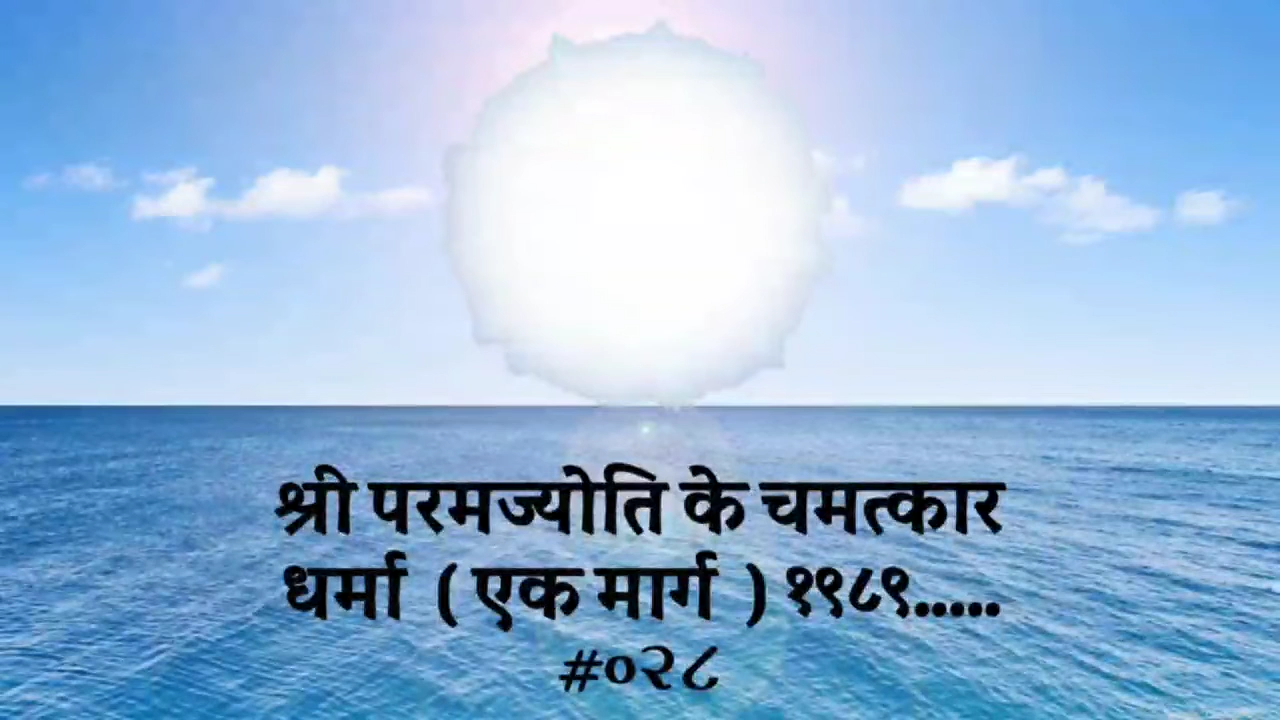 श्री परमज्योति के चमत्कार
धर्मा ( एक मार्ग ) १९८९.....
#०२८